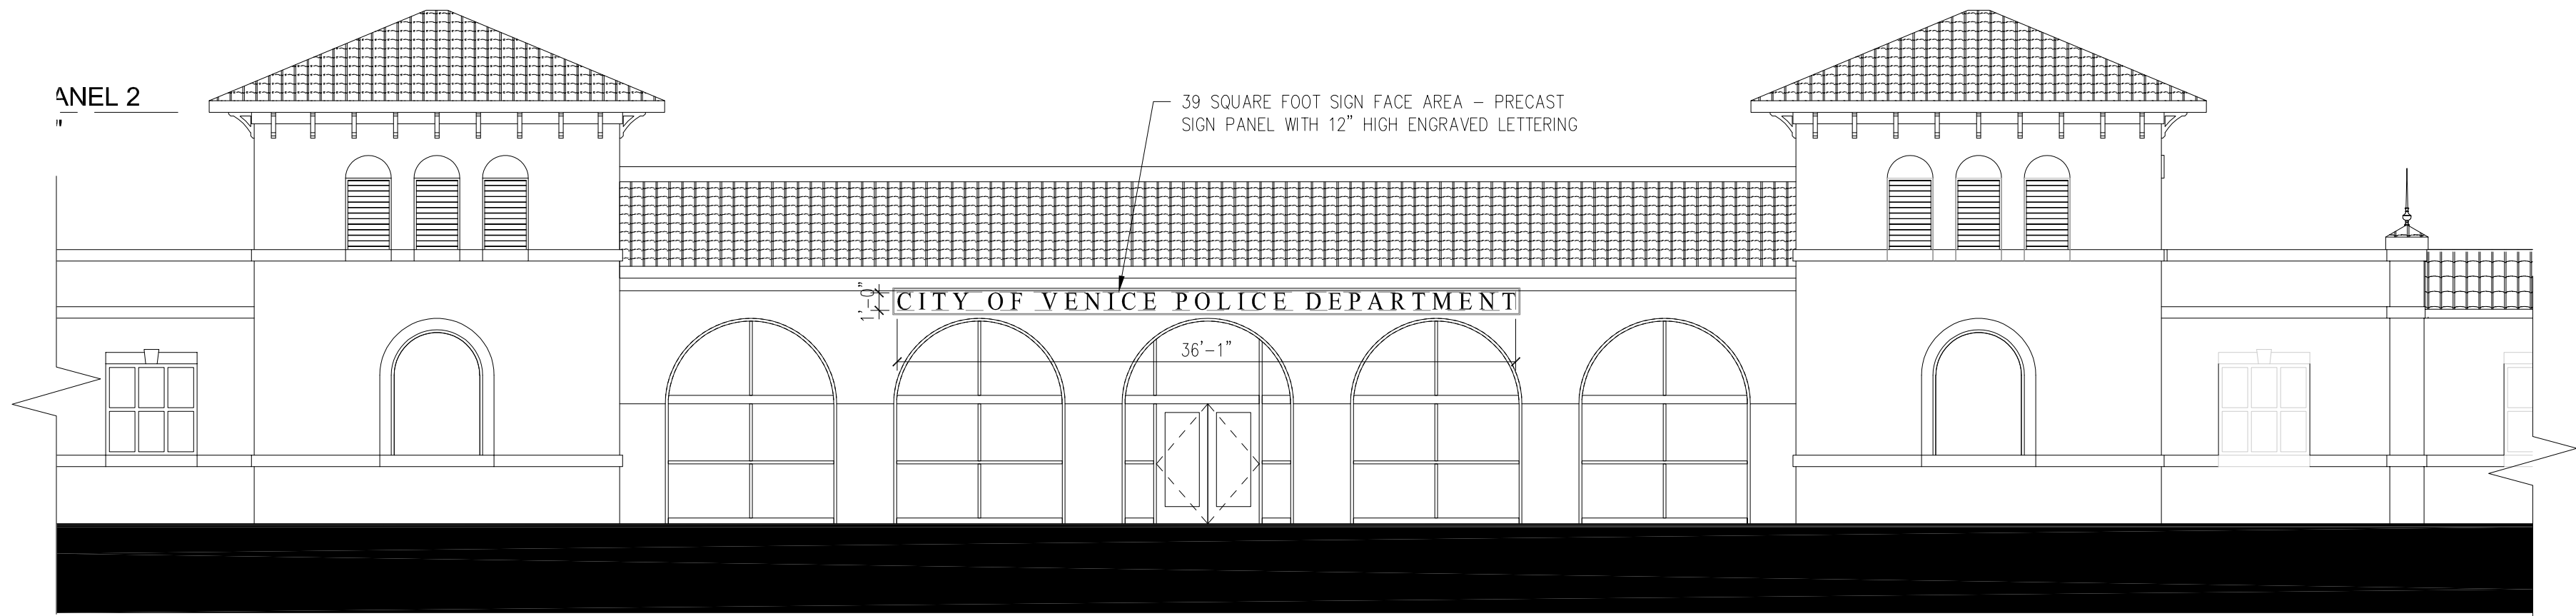 ANEL 2
"
39 SQUARE FOOT SIGN FACE AREA – PRECAST
SIGN PANEL WITH 12" HIGH ENGRAVED LETTERING
1'-0"
CITY OF VENICE POLICE DEPARTMENT
36'-1"